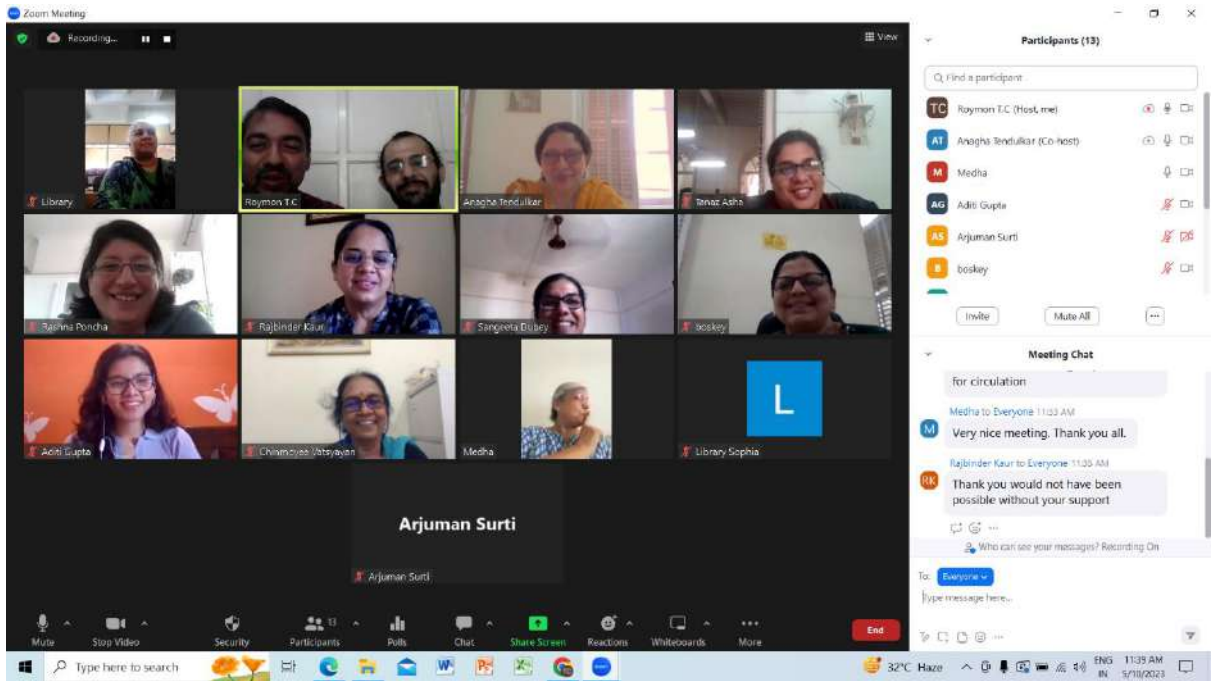 Zoom Meeting
Recording...
View
Library
Roymon T.C
Anagha Tendulkar
Tanaz Asha
Rashna Poncha
Rajbinder Kaur
Sangeeta Dubey
boskey
Aditi Gupta
Chinmoyee Vatsyayan
Medha
L
Library Sophia
Arjuman Surti
Arjuman Surti
Mute
Stop Video
Security
13
Participants
Polls
Chat
Share Screen
Reactions
Whiteboards
More
End
Participants (13)
Find a participant
TC Roymon T.C (Host, me)
AT Anagha Tendulkar (Co-host)
M Medha
AG Aditi Gupta
AS Arjuman Surti
B boskey
Invite
Mute All
Meeting Chat
for circulation
Medha to Everyone 11:33 AM
M
Very nice meeting. Thank you all.
Rajbinder Kaur to Everyone 11:35 AM
RK
Thank you would not have been
possible without your support
Who can see your messages? Recording On
To: Everyone
Type message here...
Type here to search
32°C Haze
ENG
IN
11:39 AM
5/10/2023